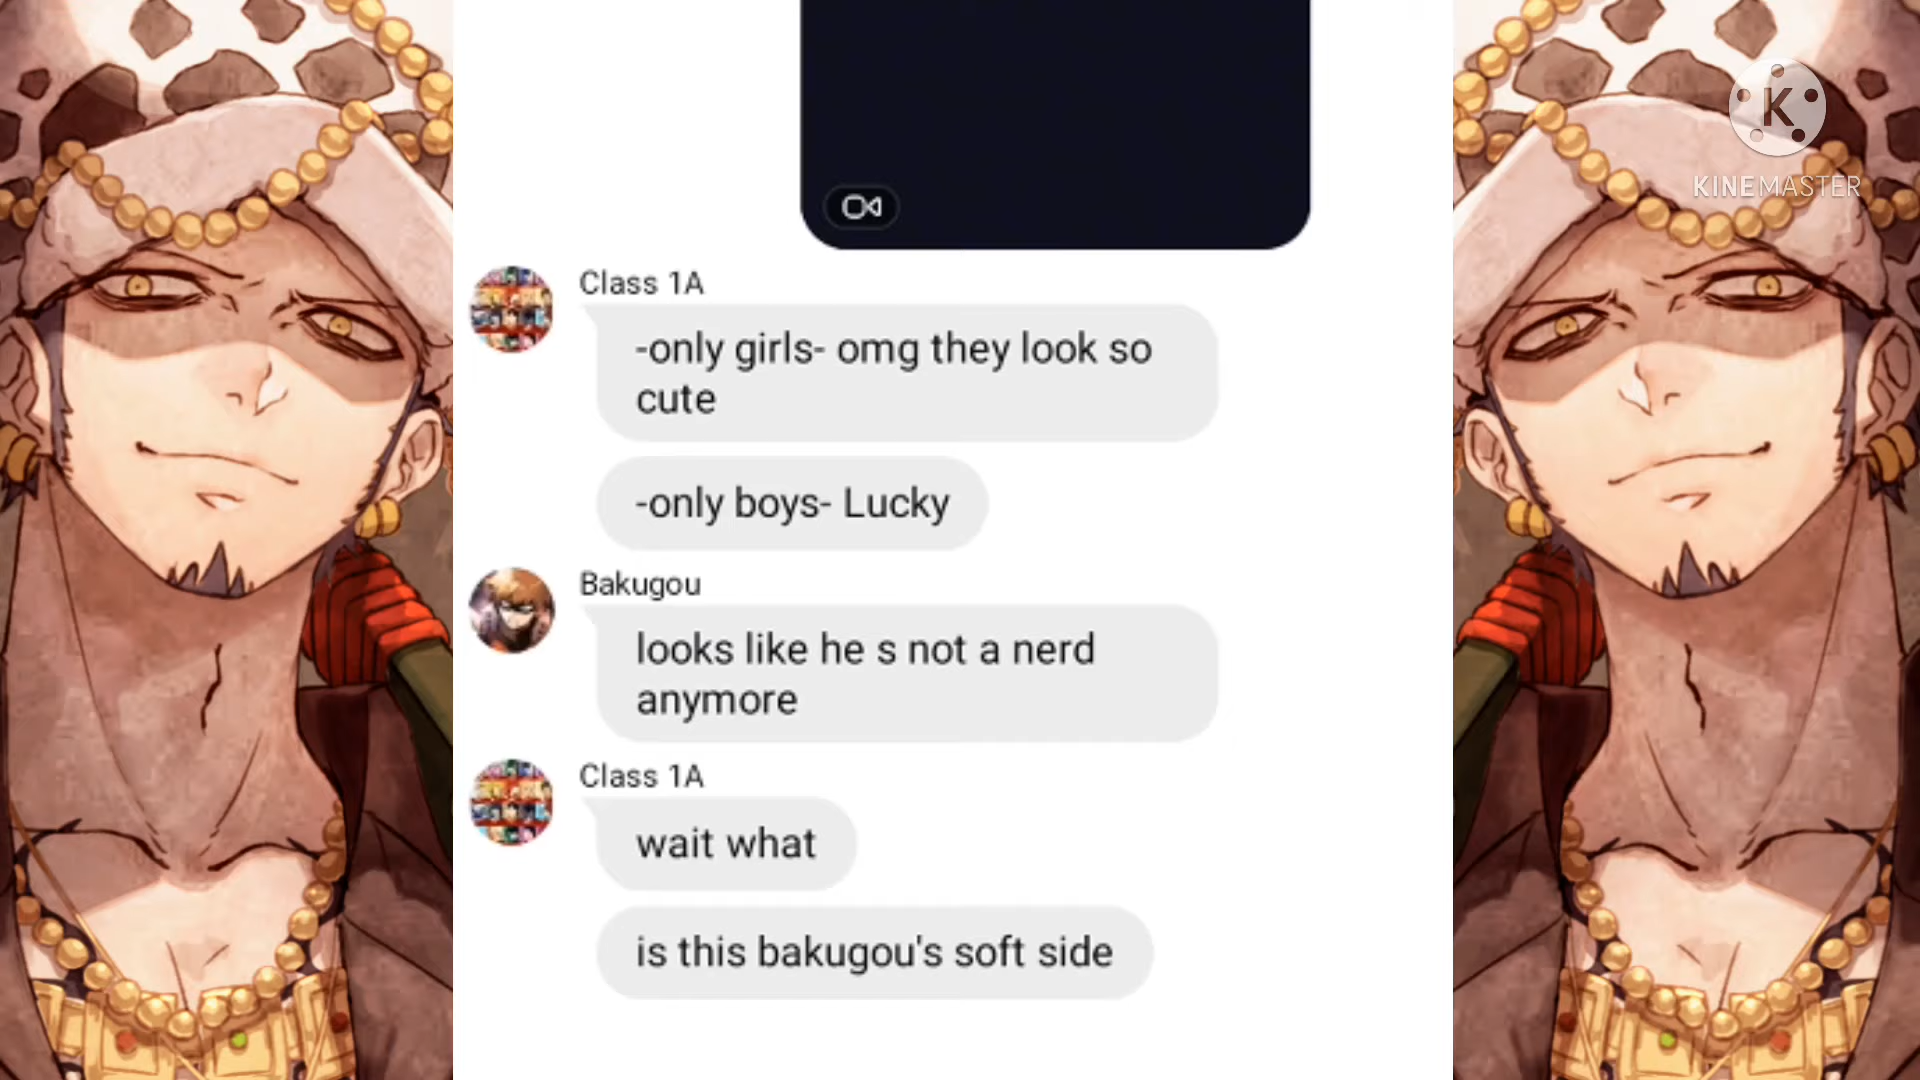 K
KINEMASTER
Class 1A
-only girls- omg they look so
cute
-only boys- Lucky
Bakugou
looks like he s not a nerd
anymore
Class 1A
wait what
is this bakugou's soft side